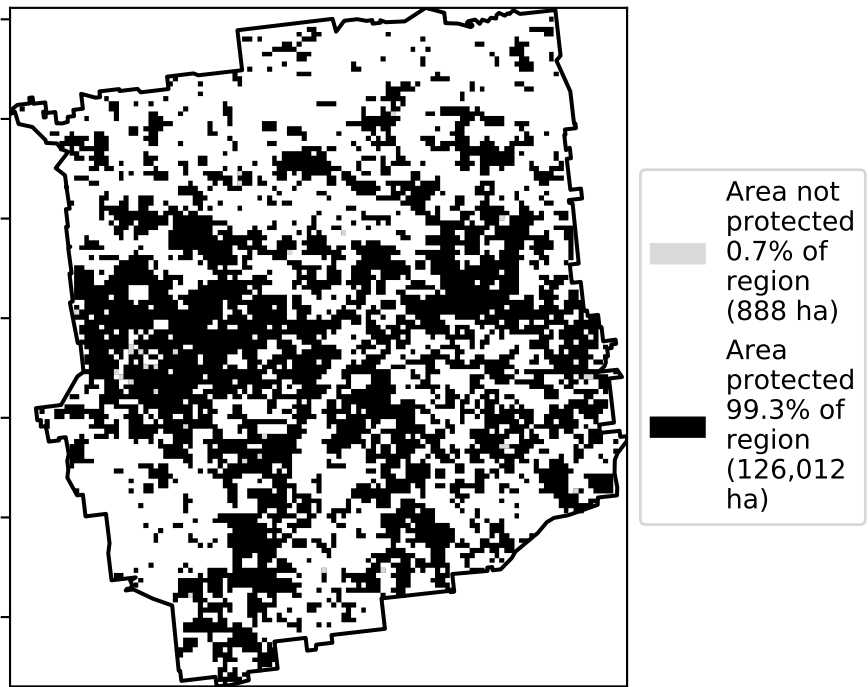 Area not
protected
0.7% of
region
(888 ha)
Area
protected
99.3% of
region
(126,012
ha)